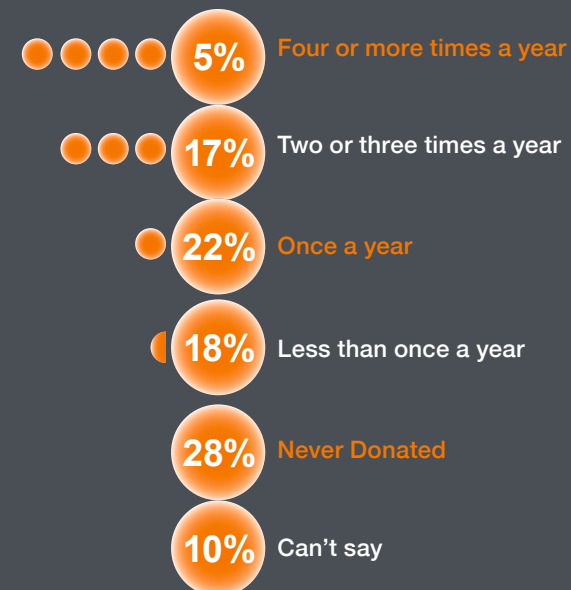 5% Four or more times a year
17% Two or three times a year
22% Once a year
18% Less than once a year
28% Never Donated
10% Can't say